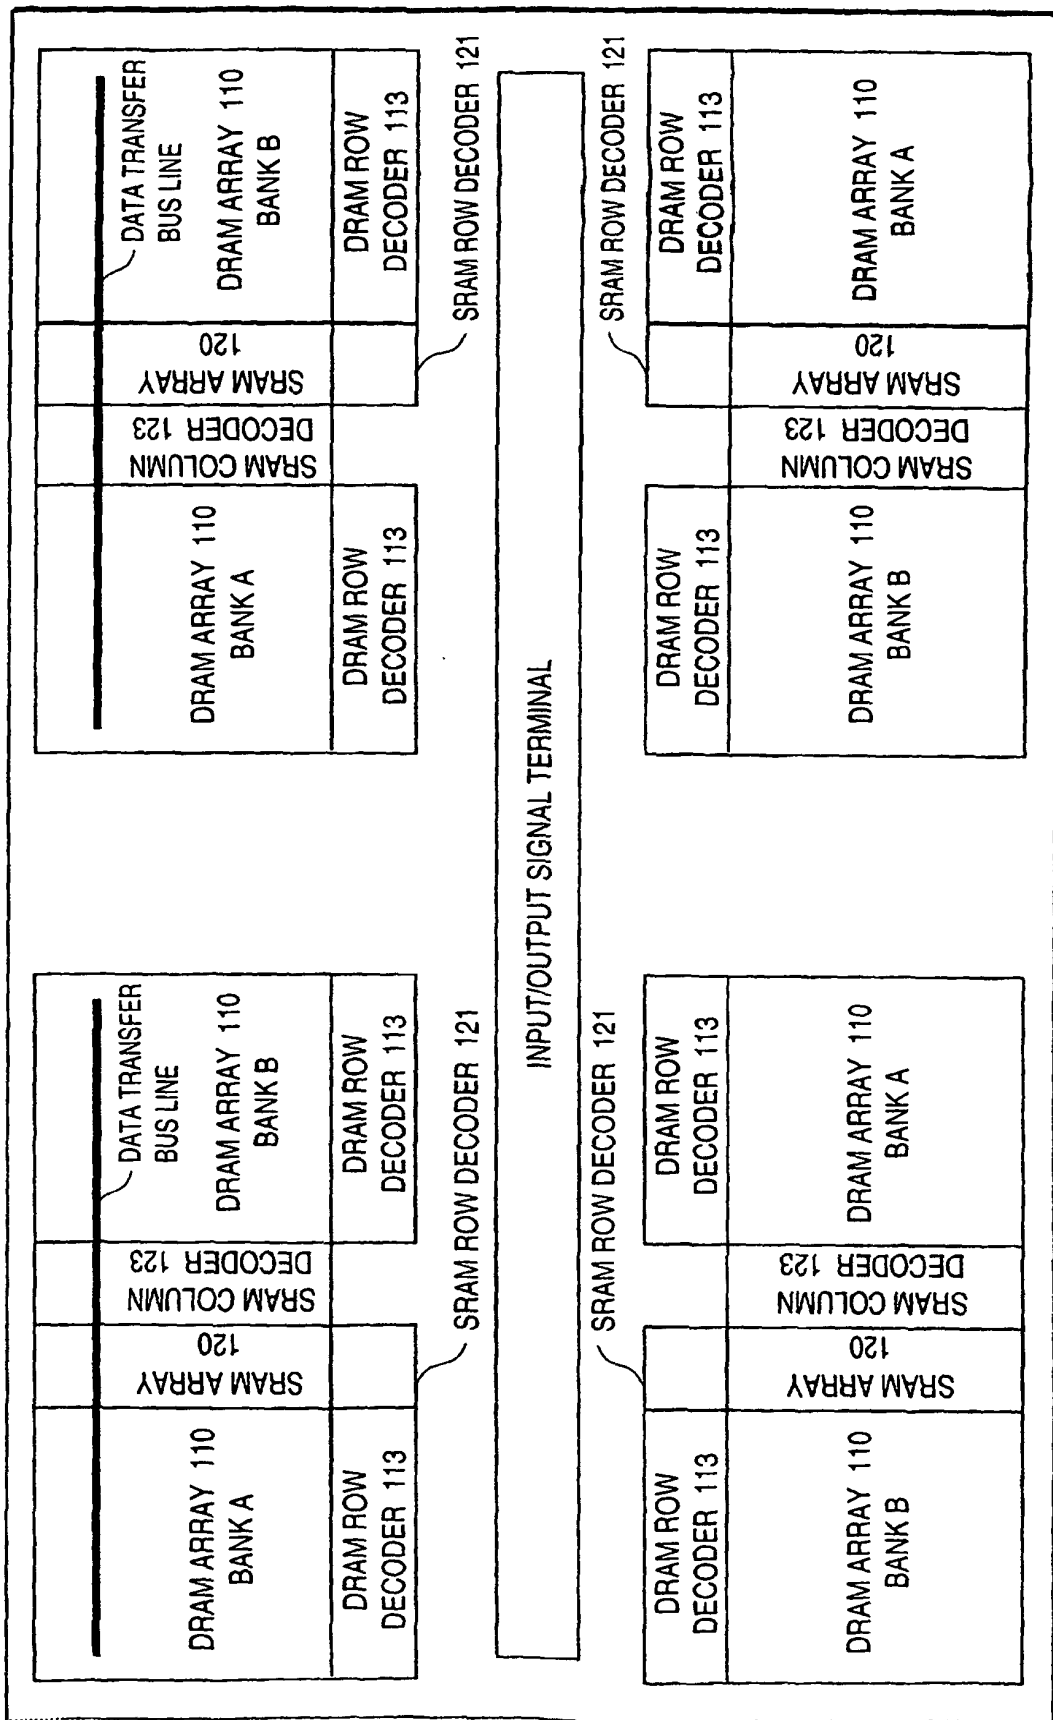 DRAM ARRAY 110
BANK A
DRAM ROW
DECODER 113
SRAM ARRAY
120
SRAM COLUMN
DECODER 123
DATA TRANSFER
BUS LINE
DRAM ARRAY 110
BANK B
DRAM ROW
DECODER 113
SRAM ROW DECODER 121
DRAM ARRAY 110
BANK A
DRAM ROW
DECODER 113
SRAM COLUMN
DECODER 123
SRAM ARRAY
120
DATA TRANSFER
BUS LINE
DRAM ARRAY 110
BANK B
DRAM ROW
DECODER 113
SRAM ROW DECODER 121
INPUT/OUTPUT SIGNAL TERMINAL
SRAM ROW DECODER 121
DRAM ROW
DECODER 113
DRAM ARRAY 110
BANK B
SRAM ARRAY
120
SRAM COLUMN
DECODER 123
DRAM ROW
DECODER 113
DRAM ARRAY 110
BANK A
SRAM ROW DECODER 121
DRAM ROW
DECODER 113
DRAM ARRAY 110
BANK B
SRAM COLUMN
DECODER 123
SRAM ARRAY
120
DRAM ROW
DECODER 113
DRAM ARRAY 110
BANK A